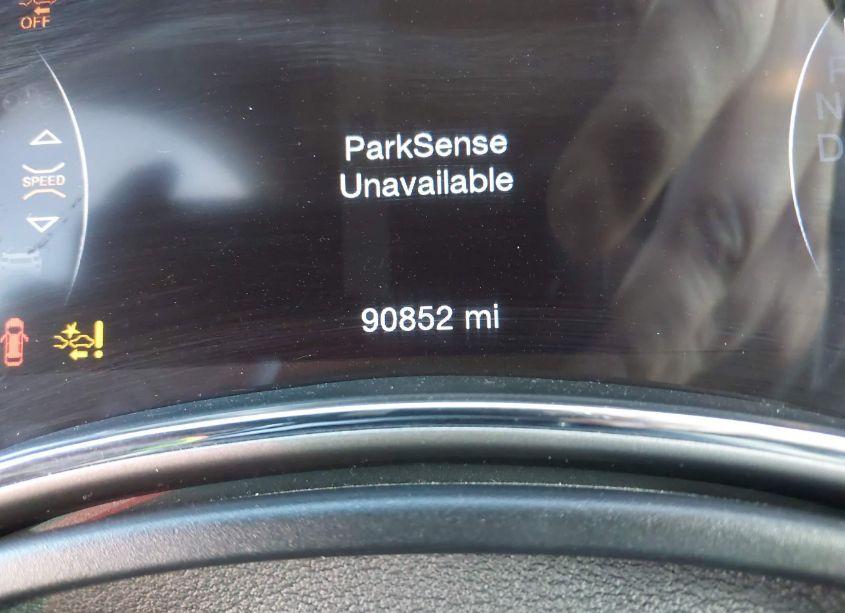 OFF
P
N
D
ParkSense
Unavailable
SPEED
90852 mi